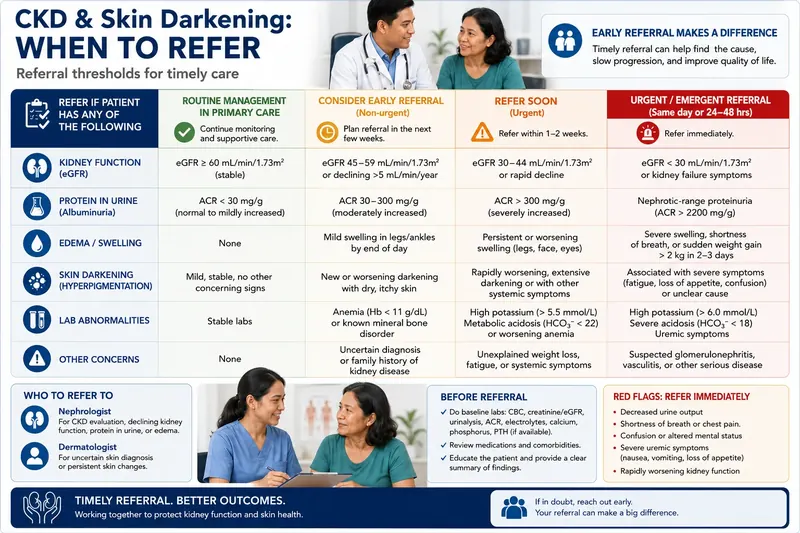 CKD & Skin Darkening:
WHEN TO REFER
Referral thresholds for timely care
EARLY REFERRAL MAKES A DIFFERENCE
Timely referral can help find the cause,
slow progression, and improve quality of life.
REFER IF PATIENT
HAS ANY OF
THE FOLLOWING
ROUTINE MANAGEMENT
IN PRIMARY CARE
Continue monitoring
and supportive care.
CONSIDER EARLY REFERRAL
(Non-urgent)
Plan referral in the next
few weeks.
REFER SOON
(Urgent)
Refer within 1–2 weeks.
URGENT / EMERGENT REFERRAL
(Same day or 24–48 hrs)
Refer immediately.
KIDNEY FUNCTION
(eGFR)
eGFR ≥ 60 mL/min/1.73m²
(stable)
eGFR 45–59 mL/min/1.73m²
or declining >5 mL/min/year
eGFR 30–44 mL/min/1.73m²
or rapid decline
eGFR < 30 mL/min/1.73m²
or kidney failure symptoms
PROTEIN IN URINE
(Albuminuria)
ACR < 30 mg/g
(normal to mildly increased)
ACR 30–300 mg/g
(moderately increased)
ACR > 300 mg/g
(severely increased)
Nephrotic-range proteinuria
(ACR > 2200 mg/g)
EDEMA / SWELLING
None
Mild swelling in legs/ankles
by end of day
Persistent or worsening
swelling (legs, face, eyes)
Severe swelling, shortness
of breath, or sudden weight gain
> 2 kg in 2–3 days
SKIN DARKENING
(HYPERPIGMENTATION)
Mild, stable, no other
concerning signs
New or worsening darkening
with dry, itchy skin
Rapidly worsening, extensive
darkening or with other
systemic symptoms
Associated with severe symptoms
(fatigue, loss of appetite, confusion)
or unclear cause
LAB ABNORMALITIES
Stable labs
Anemia (Hb < 11 g/dL)
or known mineral bone
disorder
High potassium (> 5.5 mmol/L)
Metabolic acidosis (HCO₃⁻ < 22)
or worsening anemia
High potassium (> 6.0 mmol/L)
Severe acidosis (HCO₃⁻ < 18)
Uremic symptoms
OTHER CONCERNS
None
Uncertain diagnosis
or family history of
kidney disease
Unexplained weight loss,
fatigue, or systemic symptoms
Suspected glomerulonephritis,
vasculitis, or other serious disease
WHO TO REFER TO
Nephrologist
For CKD evaluation, declining kidney
function, protein in urine, or edema.
Dermatologist
For uncertain skin diagnosis
or persistent skin changes.
BEFORE REFERRAL
✓ Do baseline labs: CBC, creatinine/eGFR,
urinalysis, ACR, electrolytes, calcium,
phosphorus, PTH (if available).
✓ Review medications and comorbidities.
✓ Educate the patient and provide a clear
summary of findings.
RED FLAGS: REFER IMMEDIATELY
• Decreased urine output
• Shortness of breath or chest pain.
• Confusion or altered mental status
• Severe uremic symptoms
(nausea, vomiting, loss of appetite)
• Rapidly worsening kidney function
TIMELY REFERRAL. BETTER OUTCOMES.
Working together to protect kidney function and skin health.
If in doubt, reach out early.
Your referral can make a big difference.